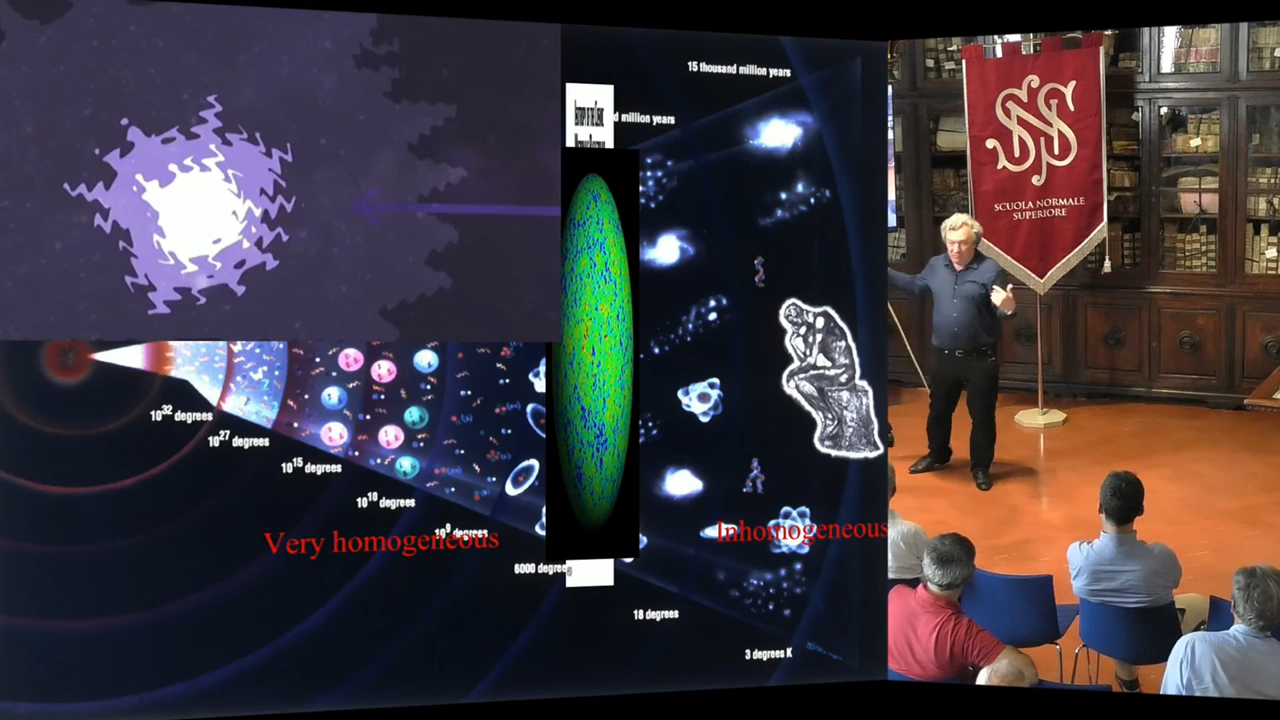 15 thousand million years
d million years
SNS
SCUOLA NORMALE
SUPERIORE
10³² degrees
10²⁷ degrees
10¹⁵ degrees
10¹⁰ degrees
10⁹ degrees
Very homogeneous
Inhomogeneous
6000 degrees
18 degrees
3 degrees K